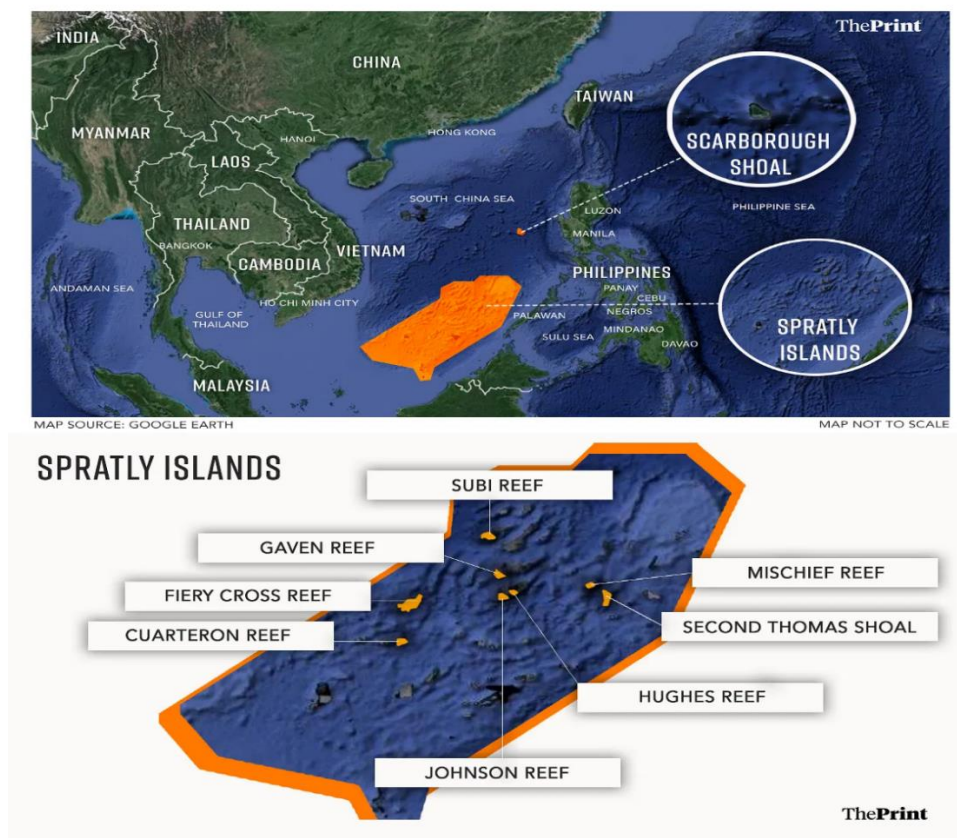 ThePrint
INDIA
CHINA
TAIWAN
MYANMAR
HANOI
HONG KONG
LAOS
SCARBOROUGH
SHOAL
SOUTH CHINA SEA
PHILIPPINE SEA
LUZON
THAILAND
MANILA
BANGKOK
VIETNAM
CAMBODIA
PHILIPPINES
ANDAMAN SEA
PANAY
HO CHI MINH CITY
CEBU
GULF OF
THAILAND
PALAWAN
NEGROS
SPRATLY
ISLANDS
MINDANAO
SULU SEA
DAVAO
MALAYSIA
MAP SOURCE: GOOGLE EARTH
MAP NOT TO SCALE
SPRATLY ISLANDS
SUBI REEF
GAVEN REEF
MISCHIEF REEF
FIERY CROSS REEF
SECOND THOMAS SHOAL
CUARTERON REEF
HUGHES REEF
JOHNSON REEF
ThePrint